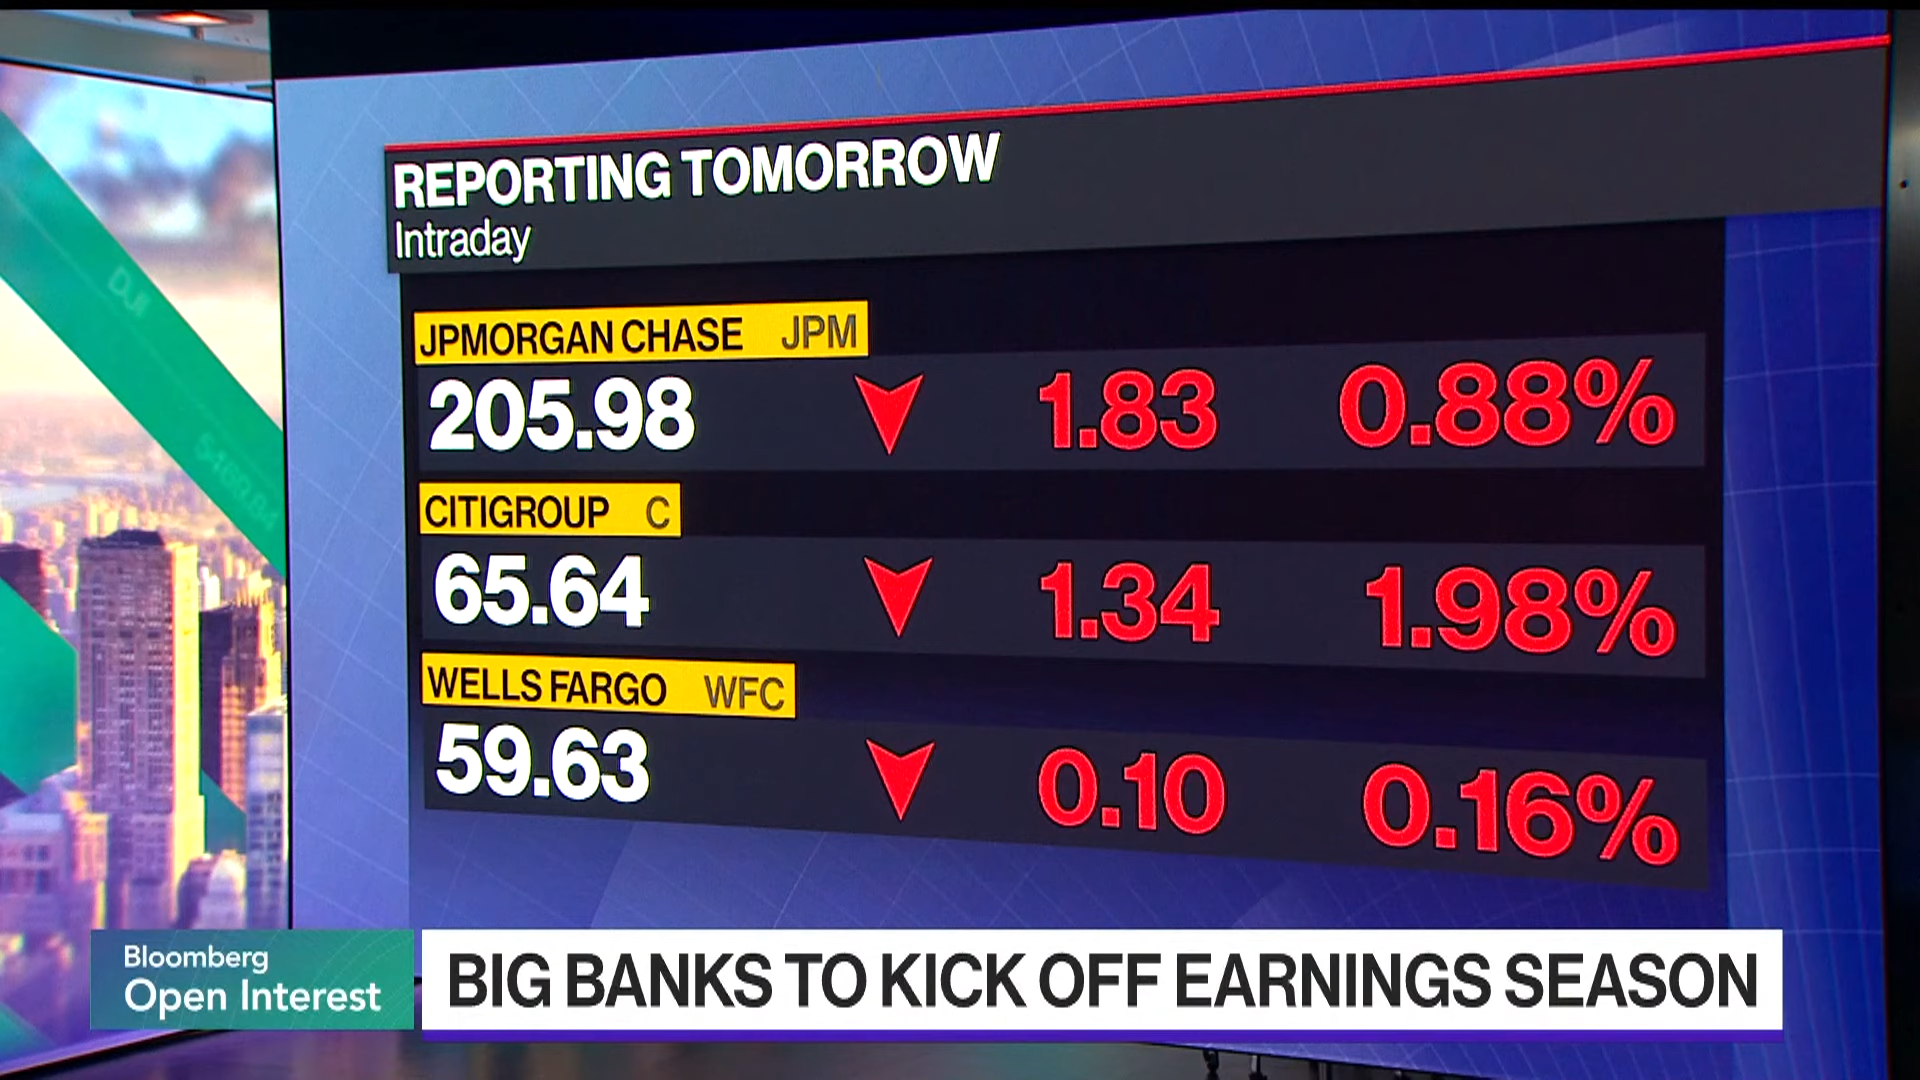 DJI
REPORTING TOMORROW
Intraday
JPMORGAN CHASE JPM
205.98 1.83 0.88%
CITIGROUP C
65.64 1.34 1.98%
WELLS FARGO WFC
59.63 0.10 0.16%
Bloomberg
Open Interest
BIG BANKS TO KICK OFF EARNINGS SEASON